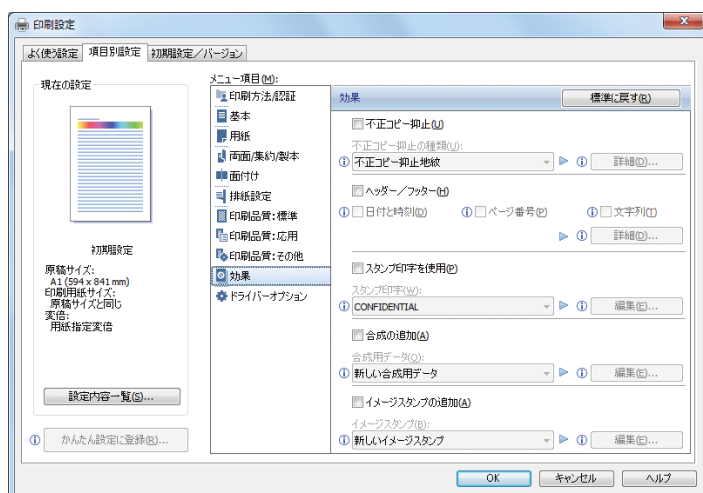 印刷設定
よく使う設定 項目別設定 初期設定／バージョン
現在の設定
初期設定
原稿サイズ:
A1 (594 x 841 mm)
印刷用紙サイズ:
原稿サイズと同じ
変倍:
用紙指定変倍
設定内容一覧(S)...
かんたん設定に登録(R)...
メニュー項目(M):
印刷方法/認証
基本
用紙
両面/集約/製本
面付け
排紙設定
印刷品質:標準
印刷品質:応用
印刷品質:その他
効果
ドライバーオプション
効果 標準に戻す(R)
不正コピー抑止(U)
不正コピー抑止の種類(U):
不正コピー抑止地紋 詳細(D)...
ヘッダー／フッター(H)
日付と時刻(D) ページ番号(P) 文字列(T)
詳細(D)...
スタンプ印字を使用(P)
スタンプ印字(W):
CONFIDENTIAL 編集(E)...
合成の追加(A)
合成用データ(O):
新しい合成用データ 編集(E)...
イメージスタンプの追加(A)
イメージスタンプ(B):
新しいイメージスタンプ 編集(E)...
OK キャンセル ヘルプ